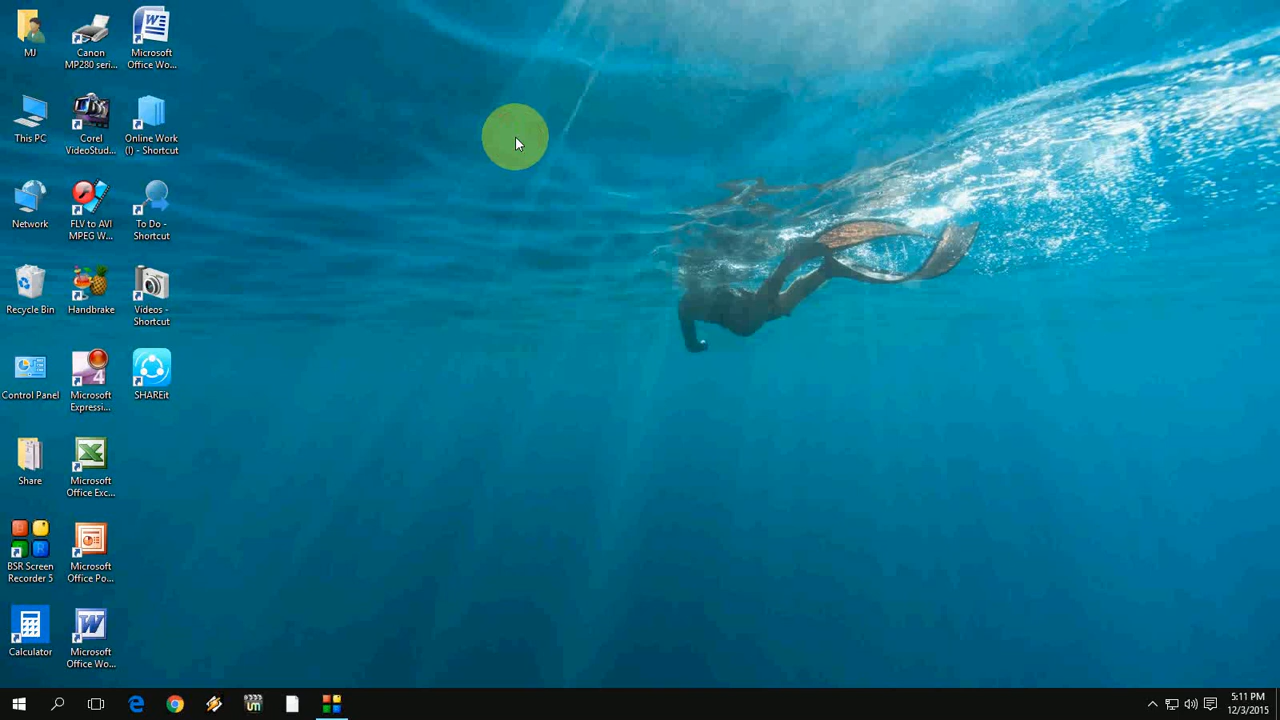 MJ
Canon
MP280 seri...
Microsoft
Office Wo...
This PC
Corel
VideoStud...
Online Work
(I) - Shortcut
Network
FLV to AVI
MPEG W...
To Do -
Shortcut
Recycle Bin
Handbrake
Videos -
Shortcut
Control Panel
Microsoft
Expressi...
SHAREit
Share
Microsoft
Office Exc...
BSR Screen
Recorder 5
Microsoft
Office Po...
Calculator
Microsoft
Office Wo...
5:11 PM
12/3/2015